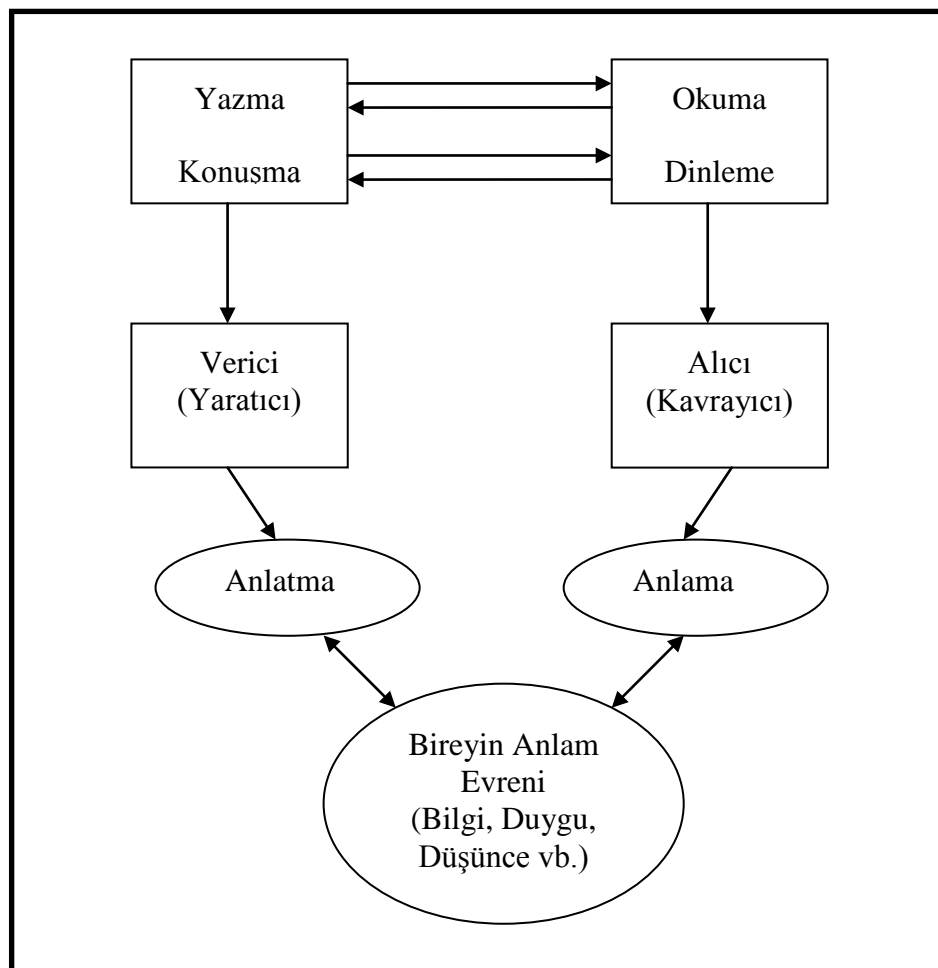 Yazma
Konuşma
Okuma
Dinleme
Verici
(Yaratıcı)
Alıcı
(Kavrayıcı)
Anlatma
Anlama
Bireyin Anlam
Evreni
(Bilgi, Duygu,
Düşünce vb.)